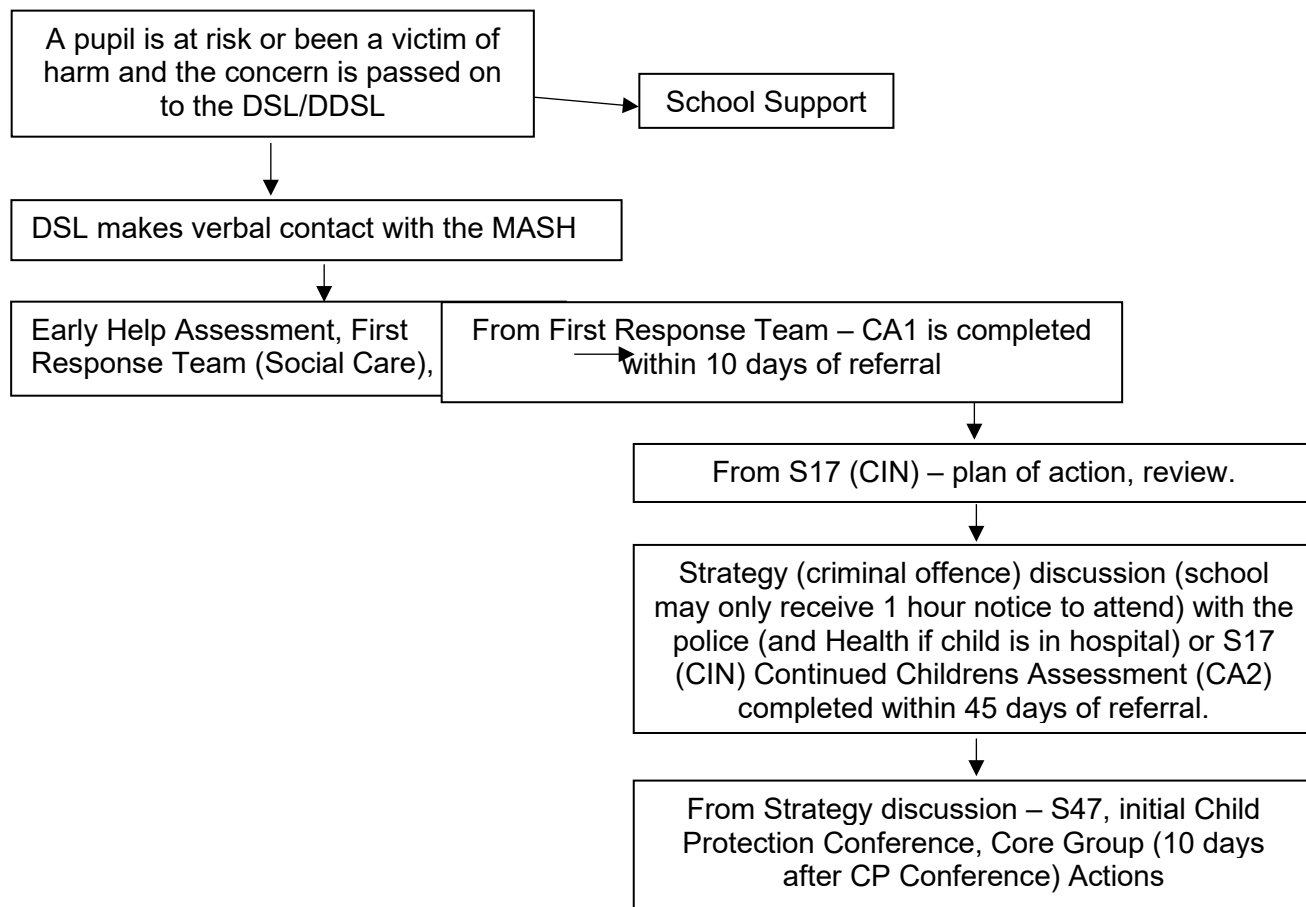 A pupil is at risk or been a victim of
harm and the concern is passed on
to the DSL/DDSL
School Support
DSL makes verbal contact with the MASH
Early Help Assessment, First
Response Team (Social Care),
From First Response Team – CA1 is completed
within 10 days of referral
From S17 (CIN) – plan of action, review.
Strategy (criminal offence) discussion (school
may only receive 1 hour notice to attend) with the
police (and Health if child is in hospital) or S17
(CIN) Continued Childrens Assessment (CA2)
completed within 45 days of referral.
From Strategy discussion – S47, initial Child
Protection Conference, Core Group (10 days
after CP Conference) Actions